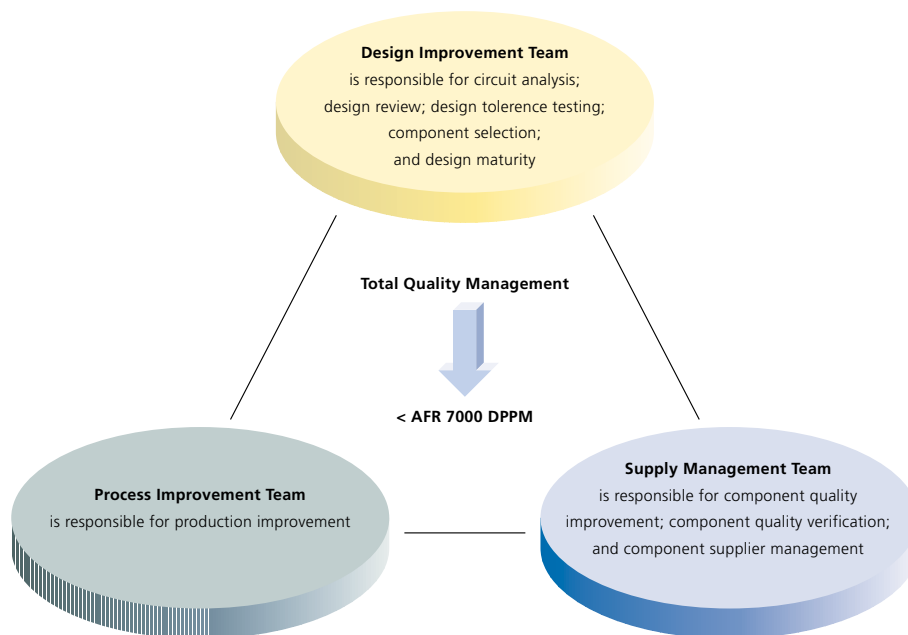 Design Improvement Team
is responsible for circuit analysis;
design review; design tolerence testing;
component selection;
and design maturity
Total Quality Management
< AFR 7000 DPPM
Process Improvement Team
is responsible for production improvement
Supply Management Team
is responsible for component quality
improvement; component quality verification;
and component supplier management